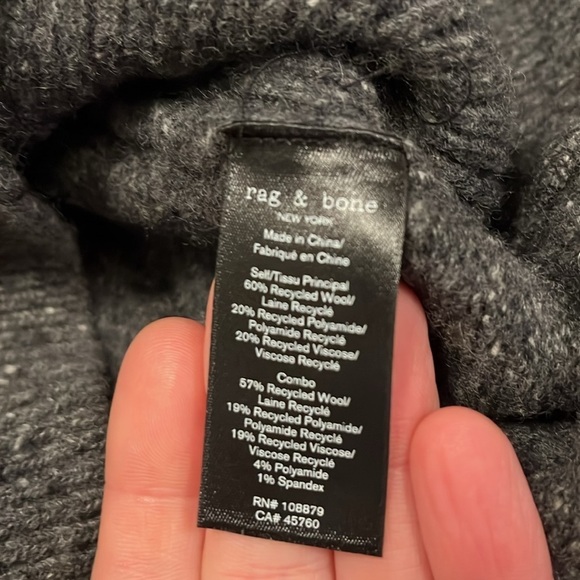 rag & bone
NEW YORK
Made in China/
Fabriqué en Chine
Self/Tissu Principal
60% Recycled Wool/
Laine Recyclé
20% Recycled Polyamide/
Polyamide Recyclé
20% Recycled Viscose/
Viscose Recyclé
Combo
57% Recycled Wool/
Laine Recyclé
19% Recycled Polyamide/
Polyamide Recyclé
19% Recycled Viscose/
Viscose Recyclé
4% Polyamide
1% Spandex
RN# 108879
CA# 45760